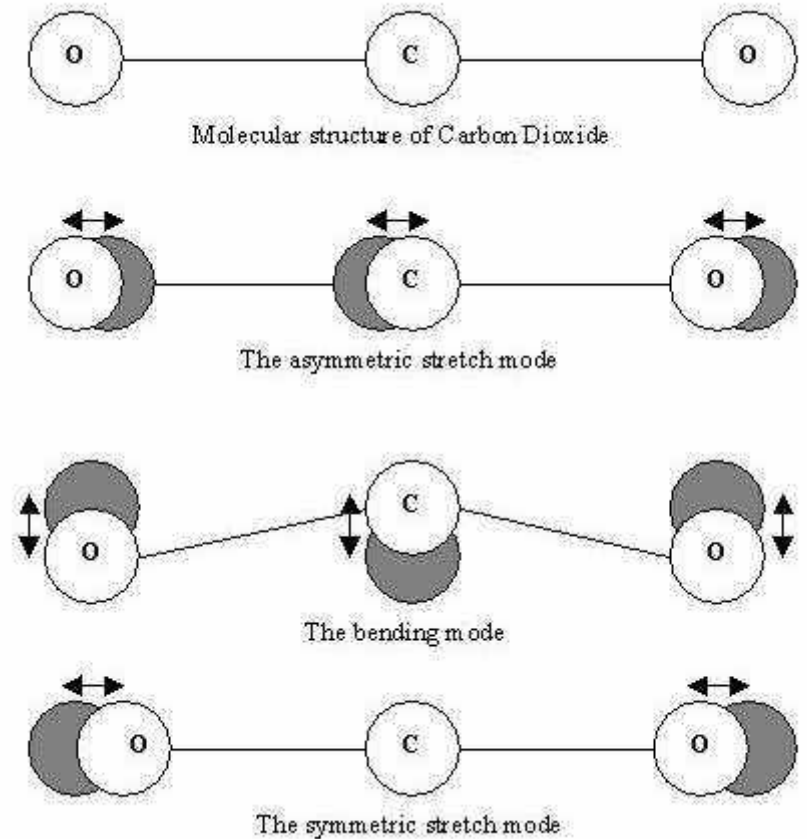 O C O
Molecular structure of Carbon Dioxide
O C O
The asymmetric stretch mode
O C O
The bending mode
O C O
The symmetric stretch mode